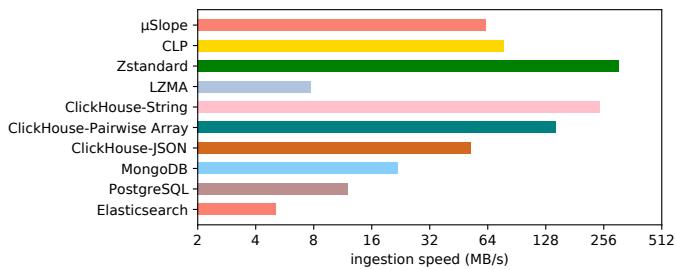 μSlope
CLP
Zstandard
LZMA
ClickHouse-String
ClickHouse-Pairwise Array
ClickHouse-JSON
MongoDB
PostgreSQL
Elasticsearch
2 4 8 16 32 64 128 256 512
ingestion speed (MB/s)